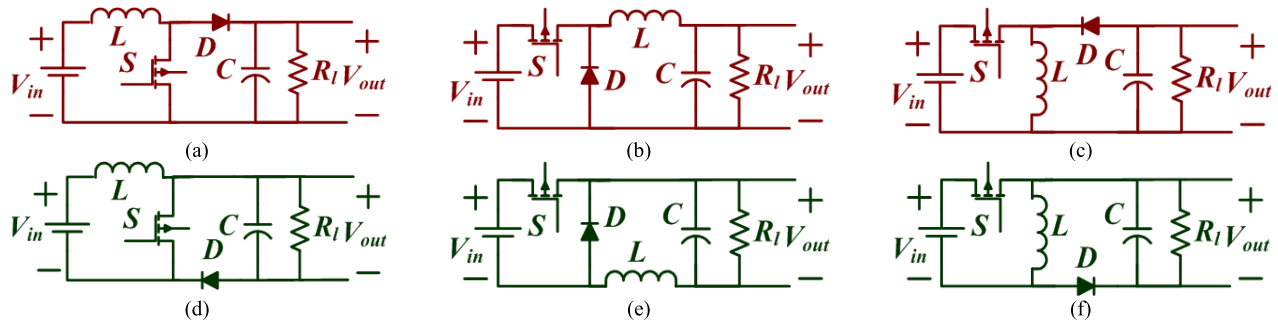 + L S D C R_l + V_in V_out − −
(a)
+ S L D C R_l + V_in V_out − −
(b)
+ S L D C R_l + V_in V_out − −
(c)
+ L S D C R_l + V_in V_out − −
(d)
+ S D L C R_l + V_in V_out − −
(e)
+ S L D C R_l + V_in V_out − −
(f)